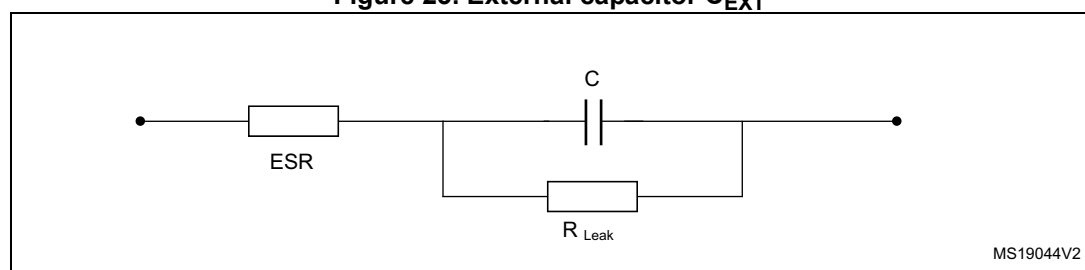 Figure 25. External capacitor CEXT
C
ESR
R Leak
MS19044V2